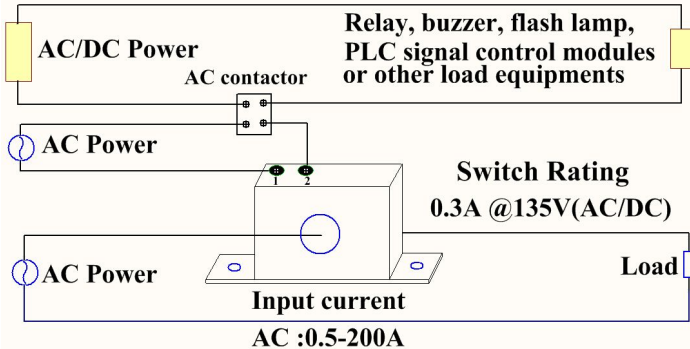 AC/DC Power
Relay, buzzer, flash lamp,
PLC signal control modules
or other load equipments
AC contactor
AC Power
1 2
Switch Rating
0.3A @135V(AC/DC)
AC Power
Load
Input current
AC :0.5-200A